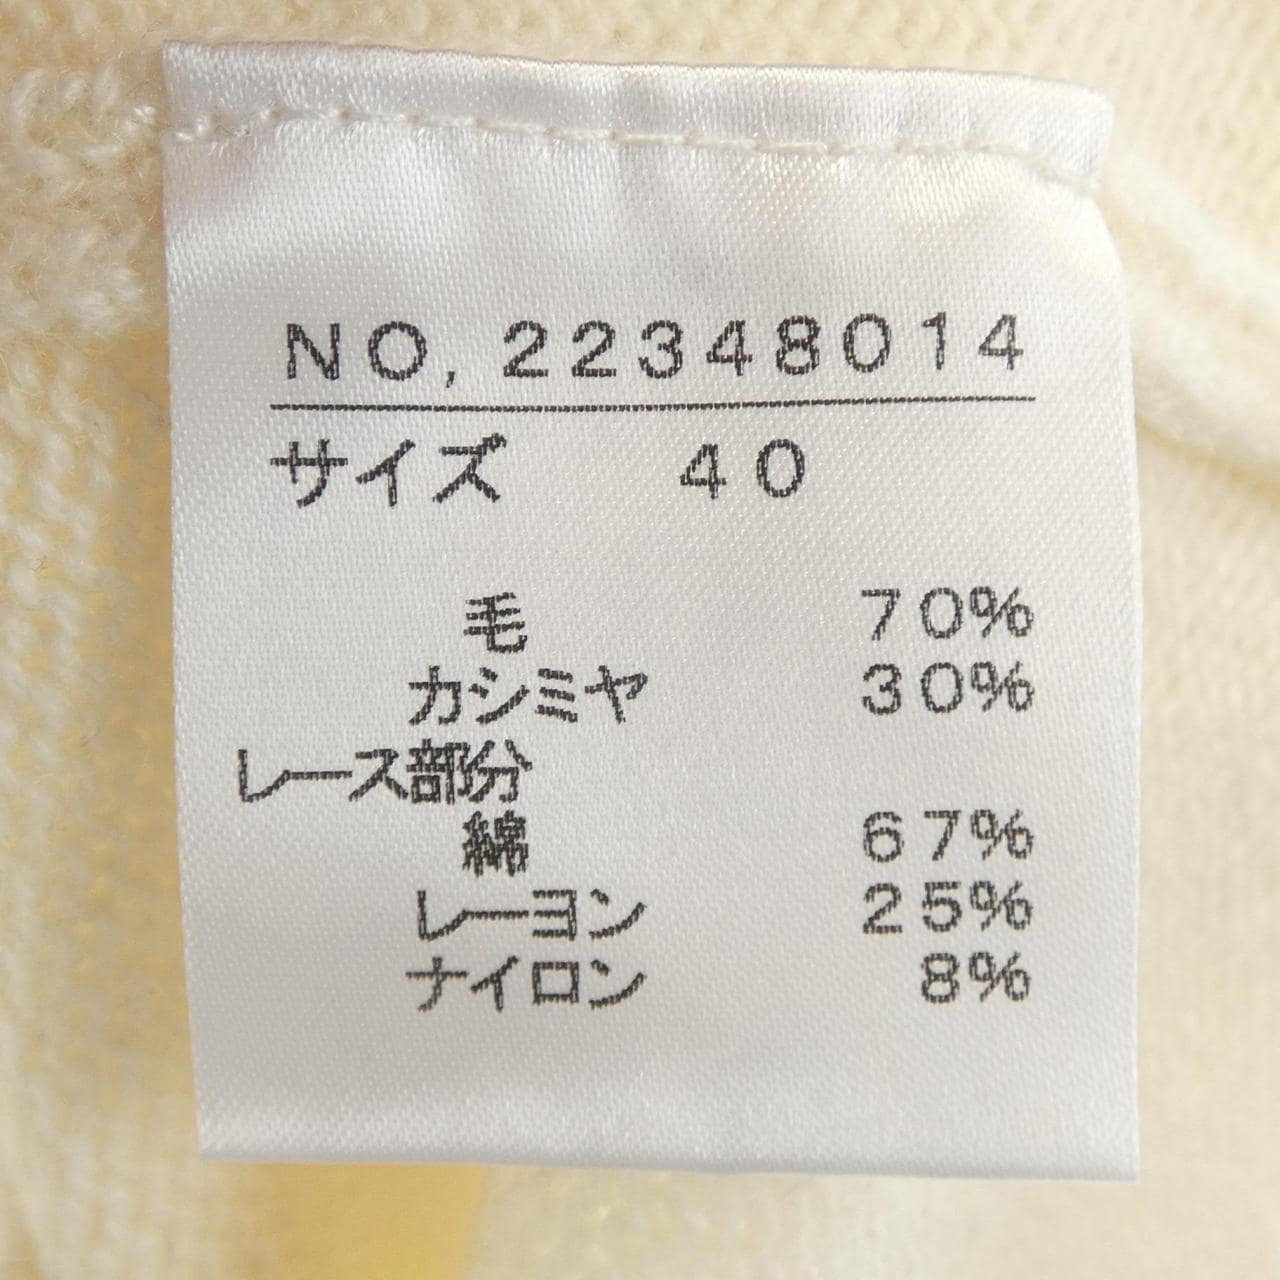 NO, 22348014
サイズ 40
毛 70%
カシミヤ 30%
レース部分
綿 67%
レーヨン 25%
ナイロン 8%